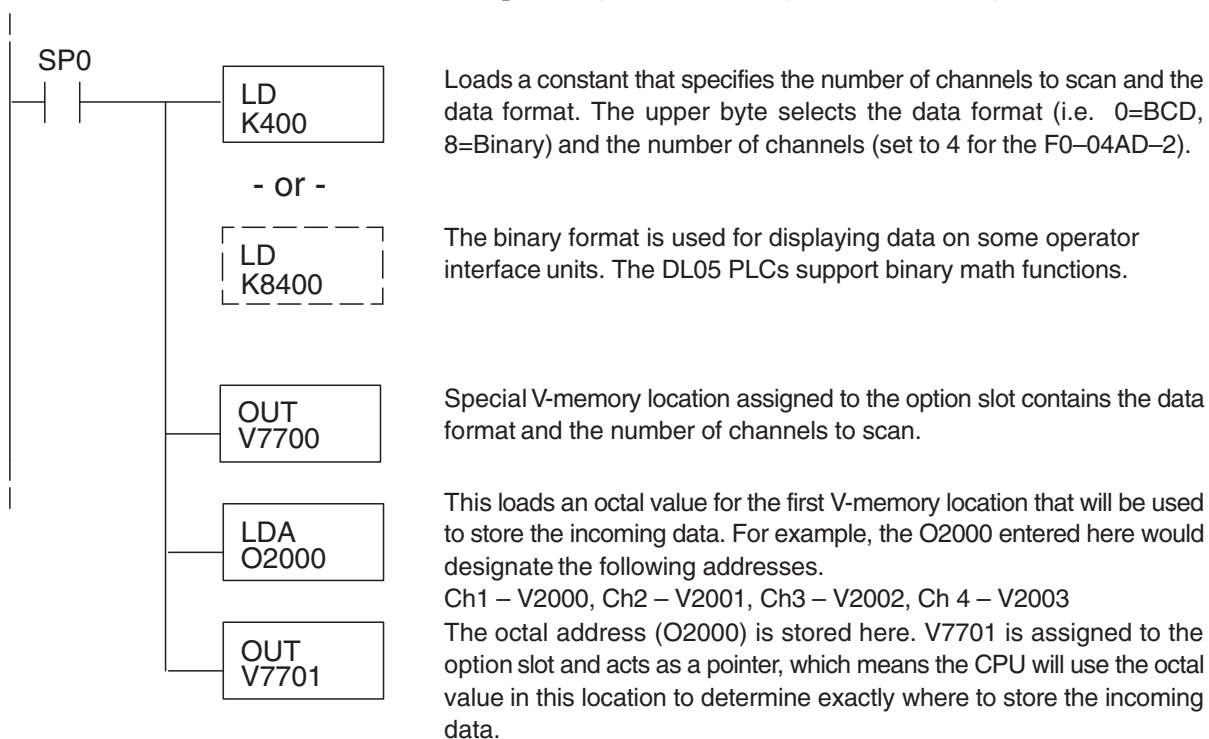 SP0
LD
K400
Loads a constant that specifies the number of channels to scan and the
data format. The upper byte selects the data format (i.e. 0=BCD,
8=Binary) and the number of channels (set to 4 for the F0–04AD–2).
- or -
LD
K8400
The binary format is used for displaying data on some operator
interface units. The DL05 PLCs support binary math functions.
OUT
V7700
Special V-memory location assigned to the option slot contains the data
format and the number of channels to scan.
LDA
O2000
This loads an octal value for the first V-memory location that will be used
to store the incoming data. For example, the O2000 entered here would
designate the following addresses.
Ch1 – V2000, Ch2 – V2001, Ch3 – V2002, Ch 4 – V2003
OUT
V7701
The octal address (O2000) is stored here. V7701 is assigned to the
option slot and acts as a pointer, which means the CPU will use the octal
value in this location to determine exactly where to store the incoming
data.